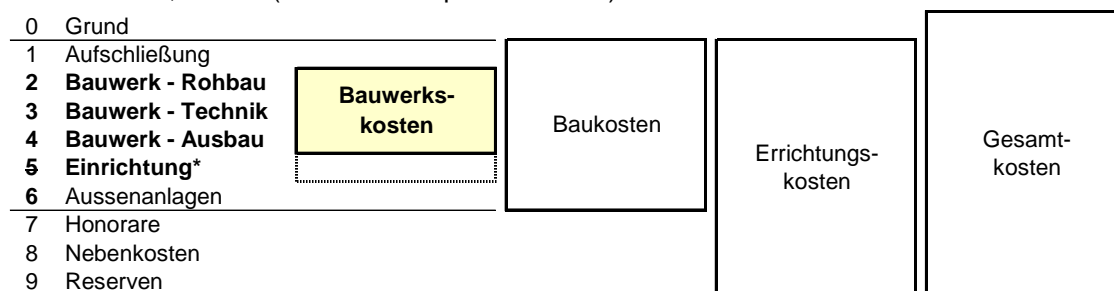 0 Grund
1 Aufschließung
2 Bauwerk - Rohbau
3 Bauwerk - Technik
4 Bauwerk - Ausbau
5 Einrichtung*
6 Aussenanlagen
7 Honorare
8 Nebenkosten
9 Reserven
Bauwerks-
kosten
Baukosten
Errichtungs-
kosten
Gesamt-
kosten